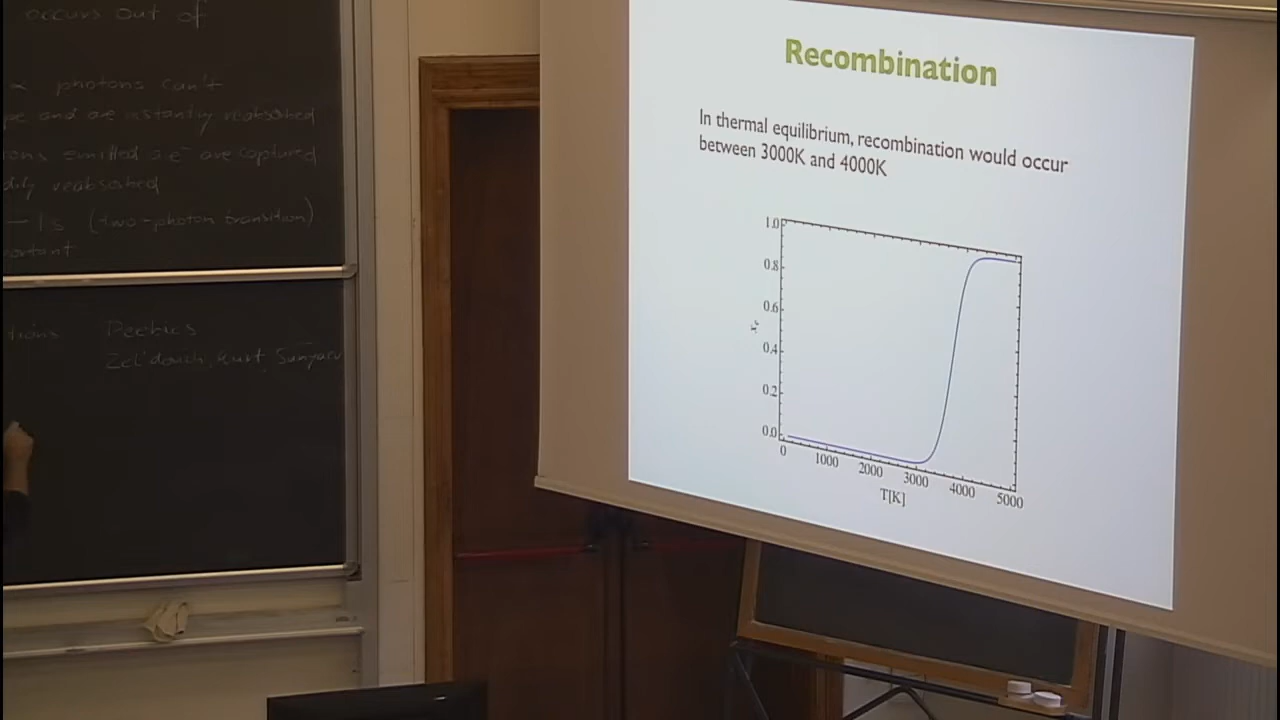 occurs out of
photons can't
and are instantly reabsorbed
emitted as e⁻ are captured
reabsorbed
– 1s (two-photon transition)
Peebles
Zel'dovich, Kurt, Sunyaev
Recombination
In thermal equilibrium, recombination would occur
between 3000K and 4000K
1.0
0.8
0.6
0.4
0.2
0.0
0
1000
2000
3000
4000
5000
T[K]